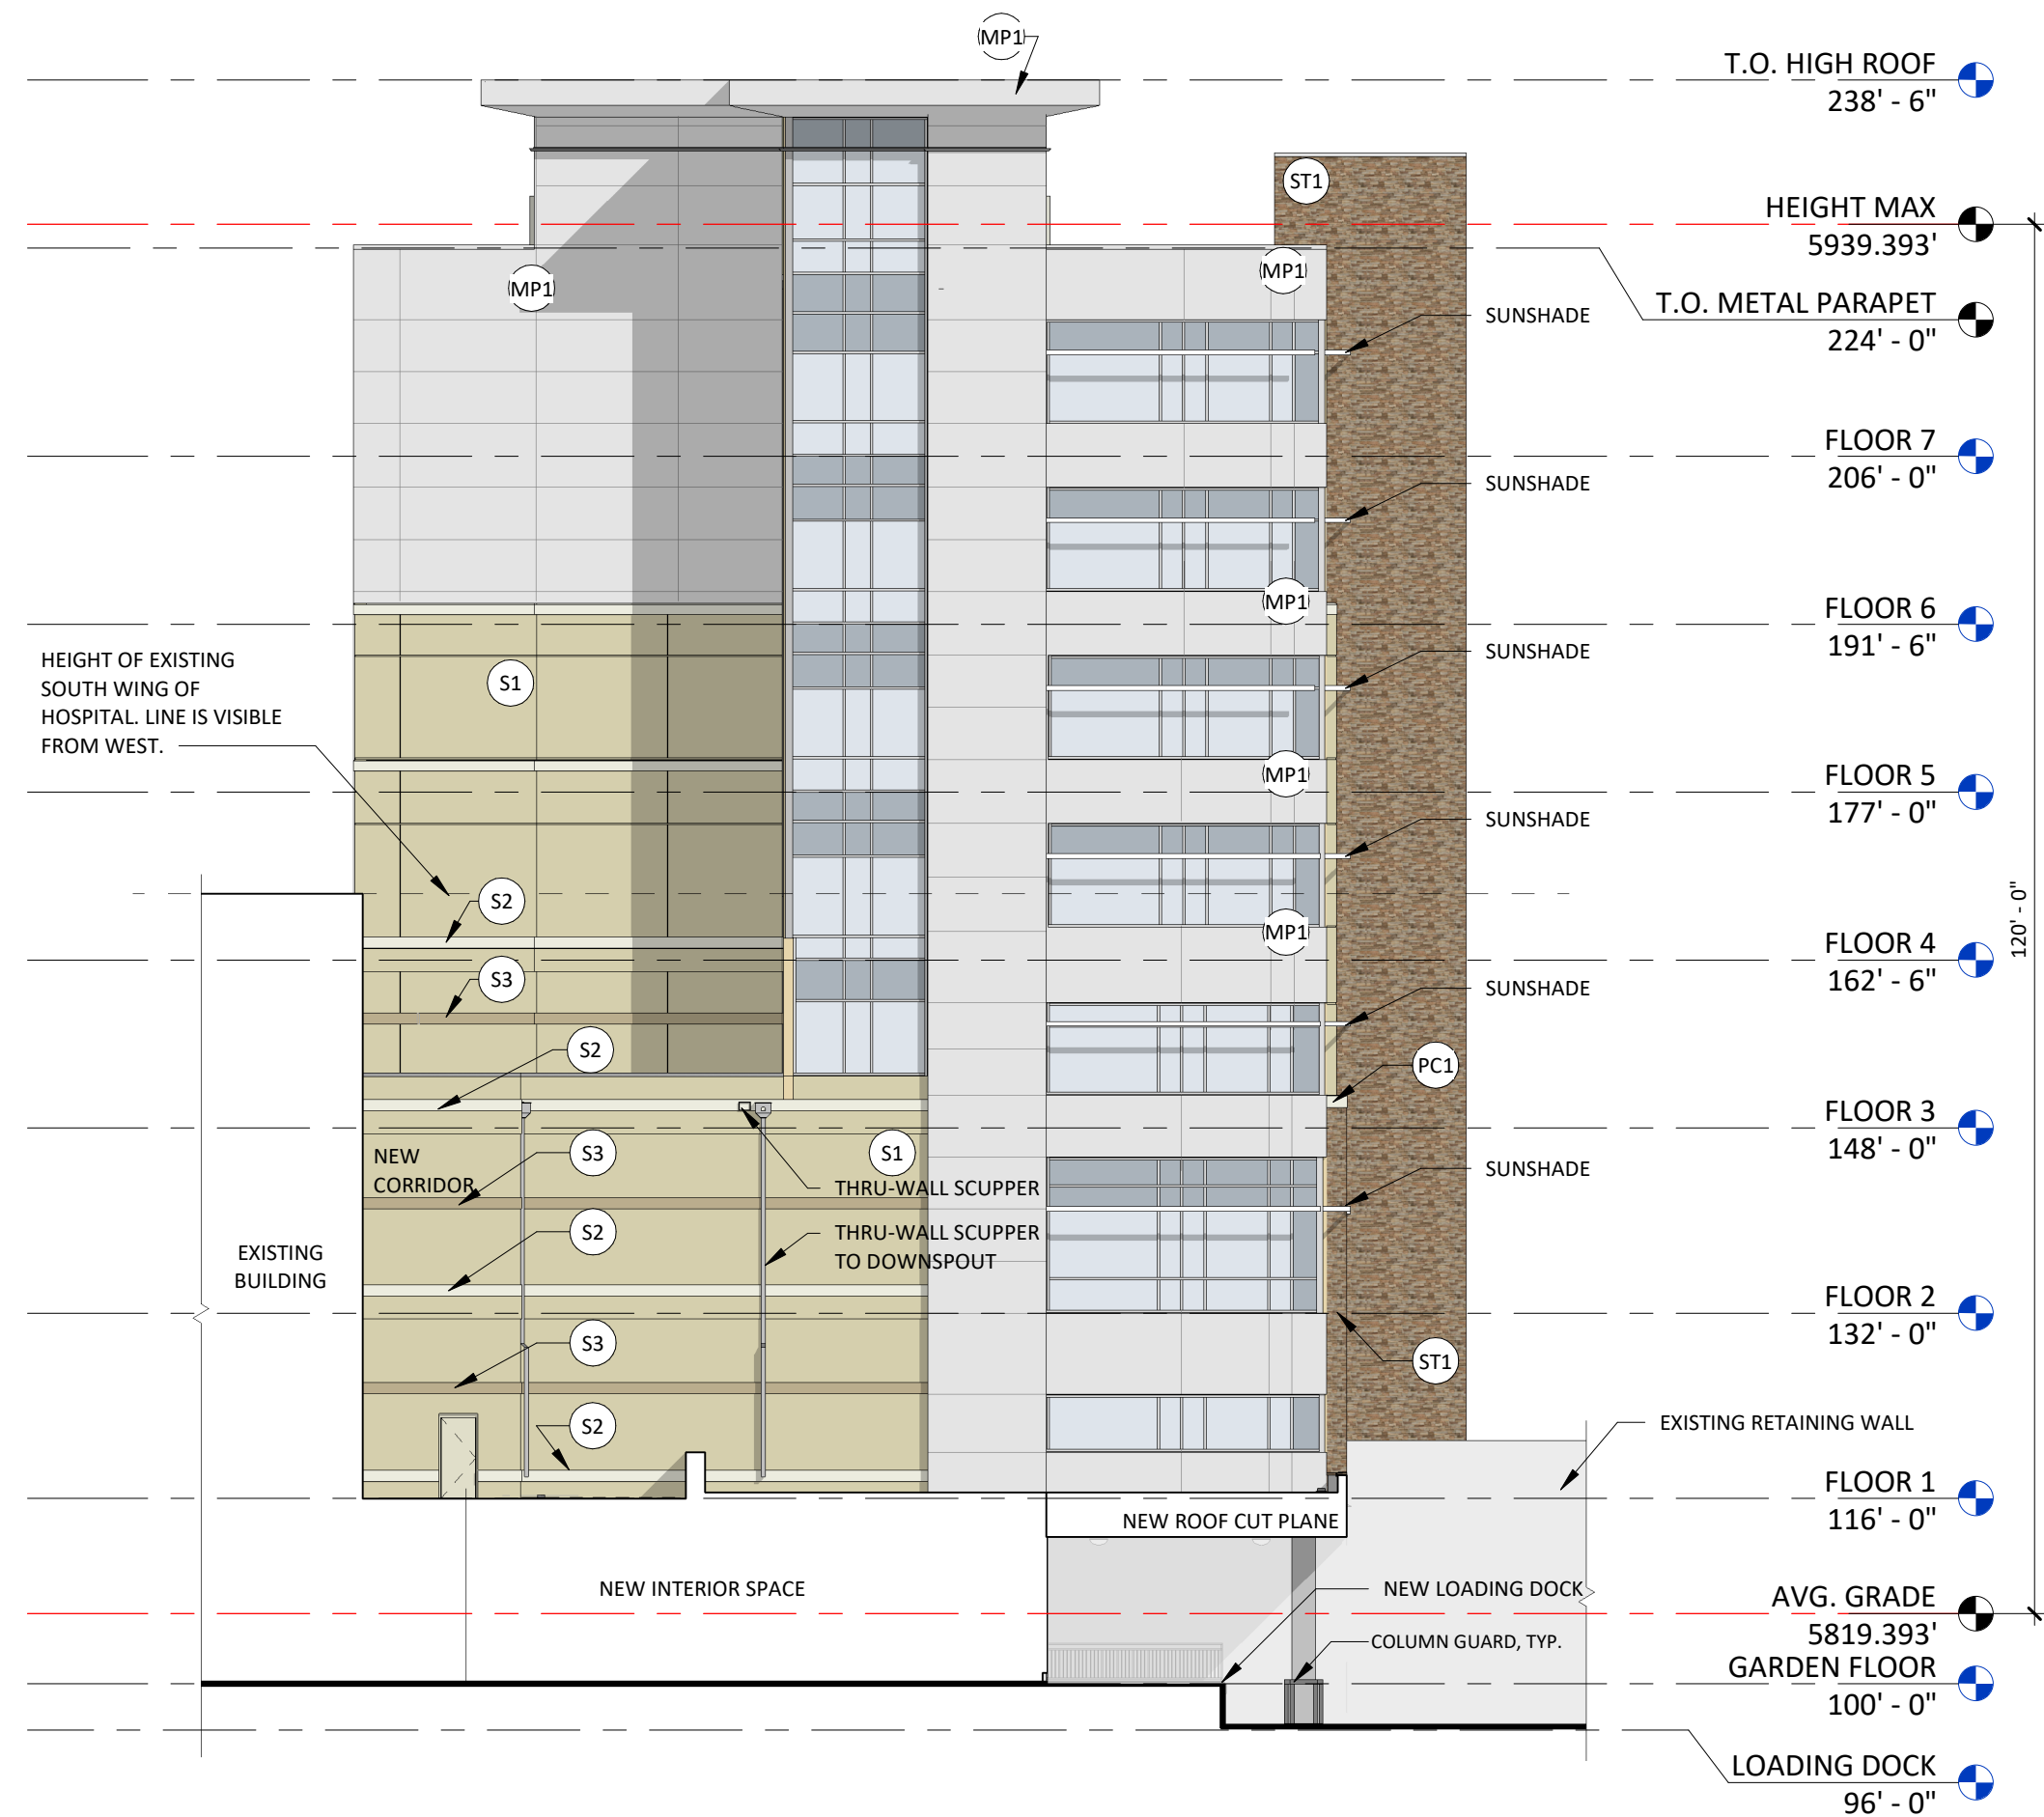 MP1
T.O. HIGH ROOF
238' - 6"
ST1
HEIGHT MAX
5939.393'
MP1
MP1
SUNSHADE
T.O. METAL PARAPET
224' - 0"
FLOOR 7
206' - 0"
SUNSHADE
MP1
FLOOR 6
191' - 6"
HEIGHT OF EXISTING
SOUTH WING OF
HOSPITAL. LINE IS VISIBLE
FROM WEST.
S1
SUNSHADE
MP1
FLOOR 5
177' - 0"
SUNSHADE
S2
MP1
120' - 0"
FLOOR 4
162' - 6"
S3
SUNSHADE
S2
PC1
FLOOR 3
148' - 0"
NEW
CORRIDOR
S3
S1
SUNSHADE
THRU-WALL SCUPPER
S2
THRU-WALL SCUPPER
TO DOWNSPOUT
EXISTING
BUILDING
FLOOR 2
132' - 0"
S3
ST1
S2
EXISTING RETAINING WALL
FLOOR 1
116' - 0"
NEW ROOF CUT PLANE
NEW INTERIOR SPACE
NEW LOADING DOCK
AVG. GRADE
5819.393'
COLUMN GUARD, TYP.
GARDEN FLOOR
100' - 0"
LOADING DOCK
96' - 0"